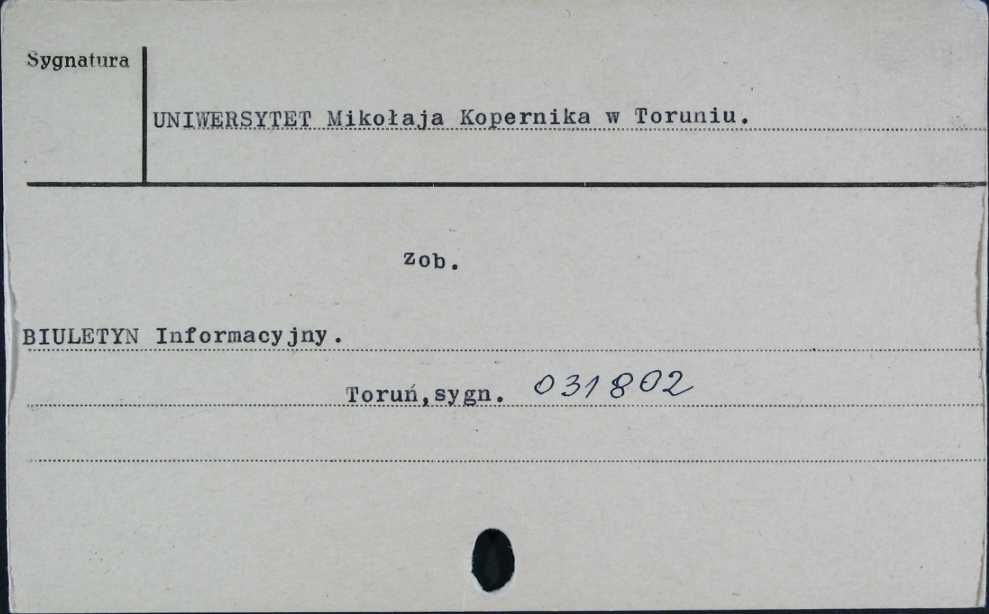 Sygnatura
UNIWERSYTET Mikołaja Kopernika w Toruniu.
zob.
BIULETYN Informacyjny.
Toruń,sygn. 031802